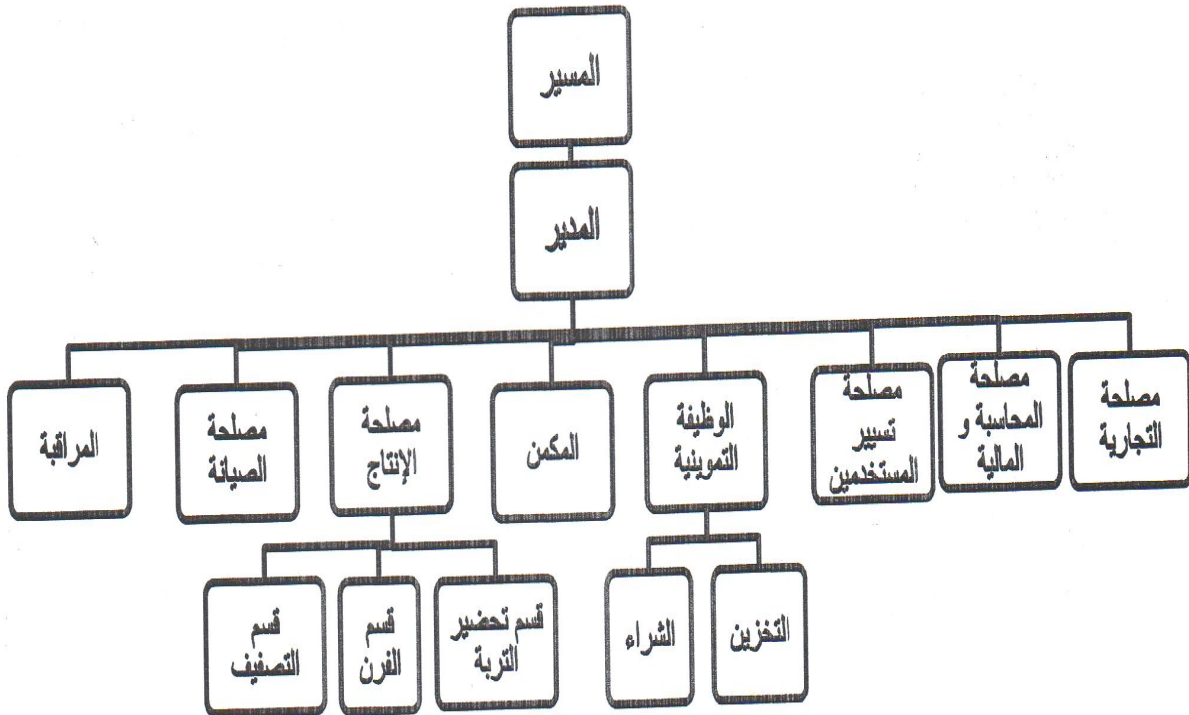 المسير
المدير
مصلحة
التجارية
مصلحة
المحاسبة و
المالية
مصلحة
تسيير
المستخدمين
الوظيفة
التموينية
المكمن
مصلحة
الإنتاج
مصلحة
الصيانة
المراقبة
التخزين
الشراء
قسم تحضير
التربة
قسم
الفرن
قسم
التصفيف